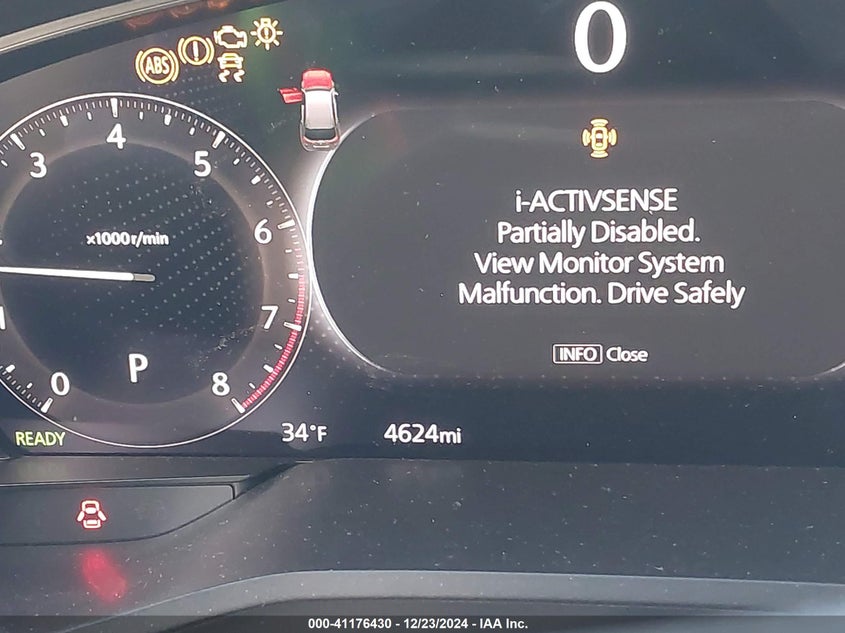 0
ABS
4
3
5
6
x1000r/min
7
1
P
0
8
i-ACTIVSENSE
Partially Disabled.
View Monitor System
Malfunction. Drive Safely
INFO Close
READY
34°F
4624mi
000-41176430 - 12/23/2024 - IAA Inc.